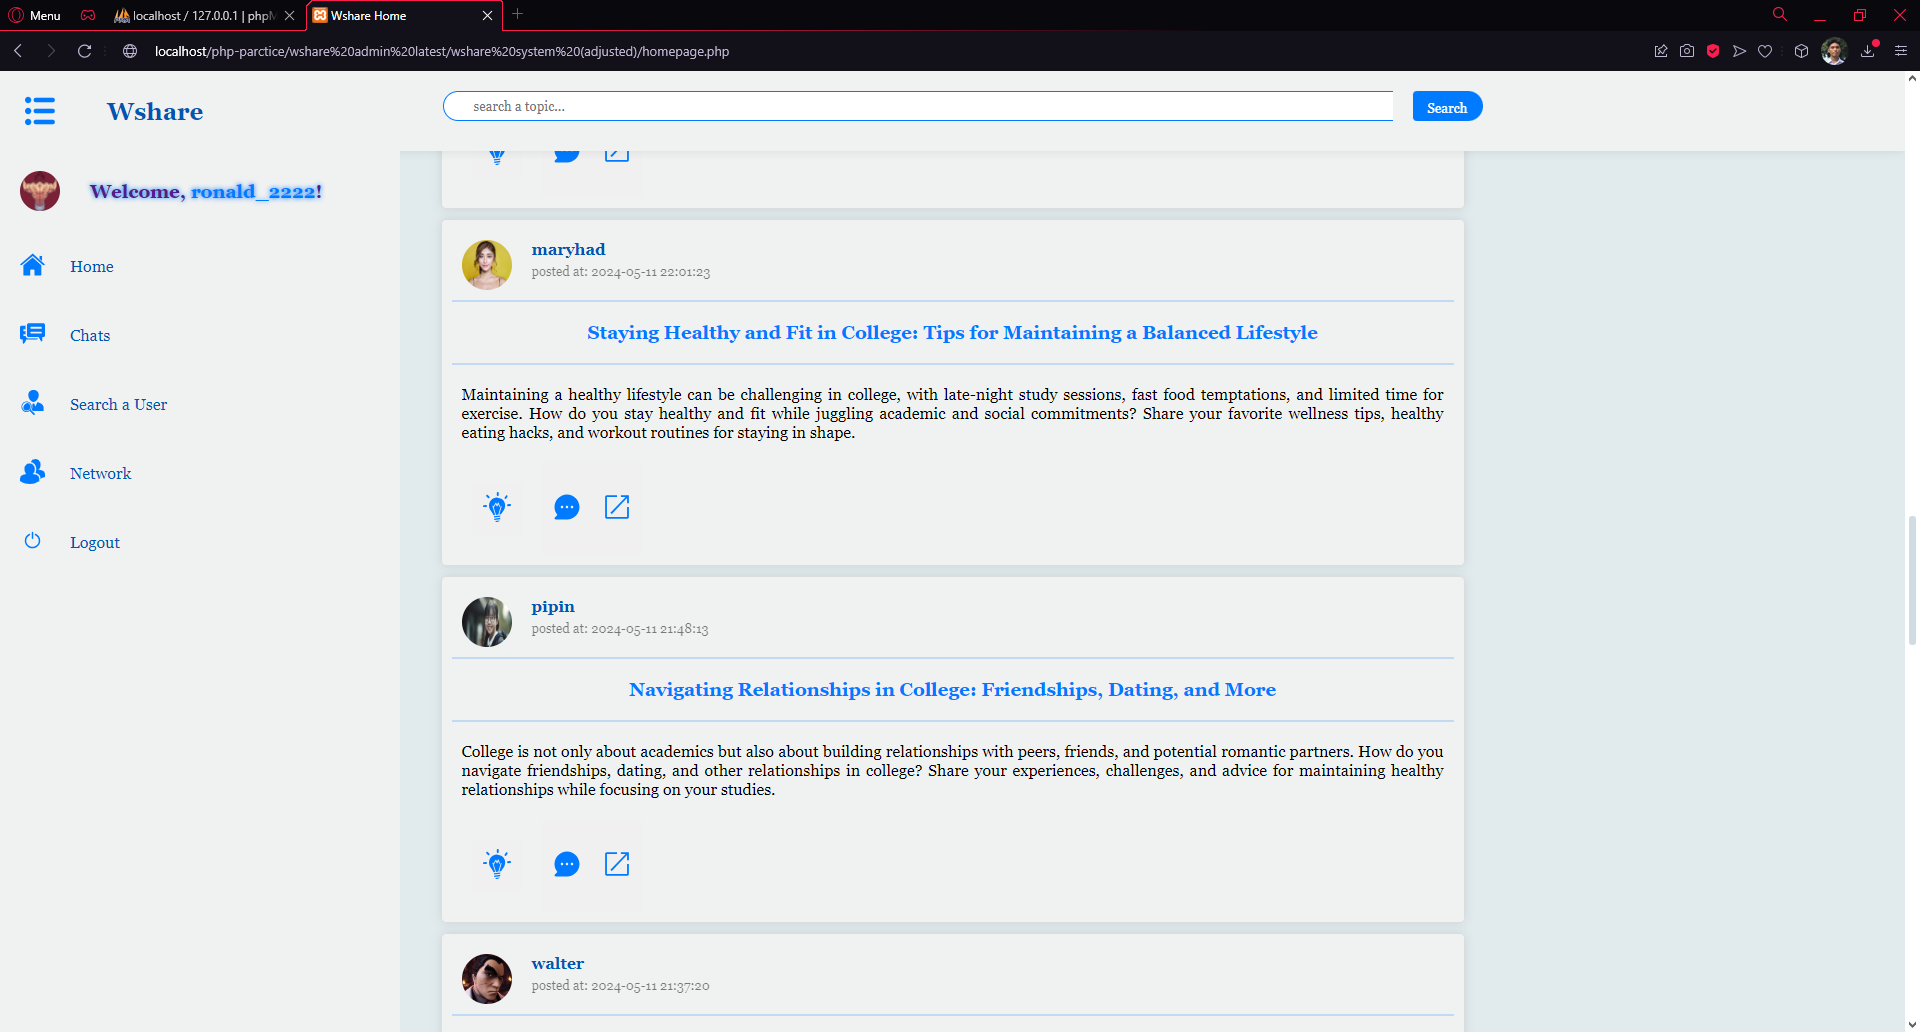 Menu
localhost / 127.0.0.1 | phpM
Wshare Home
localhost/php-parctice/wshare%20admin%20latest/wshare%20system%20(adjusted)/homepage.php
Wshare
search a topic...
Search
Welcome, ronald_2222!
Home
Chats
Search a User
Network
Logout
maryhad
posted at: 2024-05-11 22:01:23
Staying Healthy and Fit in College: Tips for Maintaining a Balanced Lifestyle
Maintaining a healthy lifestyle can be challenging in college, with late-night study sessions, fast food temptations, and limited time for
exercise. How do you stay healthy and fit while juggling academic and social commitments? Share your favorite wellness tips, healthy
eating hacks, and workout routines for staying in shape.
pipin
posted at: 2024-05-11 21:48:13
Navigating Relationships in College: Friendships, Dating, and More
College is not only about academics but also about building relationships with peers, friends, and potential romantic partners. How do you
navigate friendships, dating, and other relationships in college? Share your experiences, challenges, and advice for maintaining healthy
relationships while focusing on your studies.
walter
posted at: 2024-05-11 21:37:20